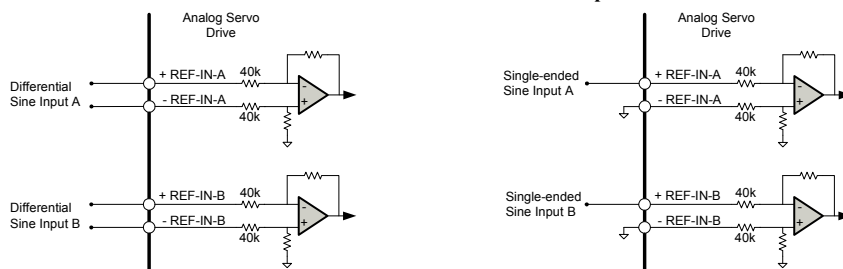 Analog Servo
Drive
Differential
Sine Input A
+ REF-IN-A
40k
- REF-IN-A
40k
-
+
Differential
Sine Input B
+ REF-IN-B
40k
- REF-IN-B
40k
-
+
Analog Servo
Drive
Single-ended
Sine Input A
+ REF-IN-A
40k
- REF-IN-A
40k
-
+
Single-ended
Sine Input B
+ REF-IN-B
40k
- REF-IN-B
40k
-
+